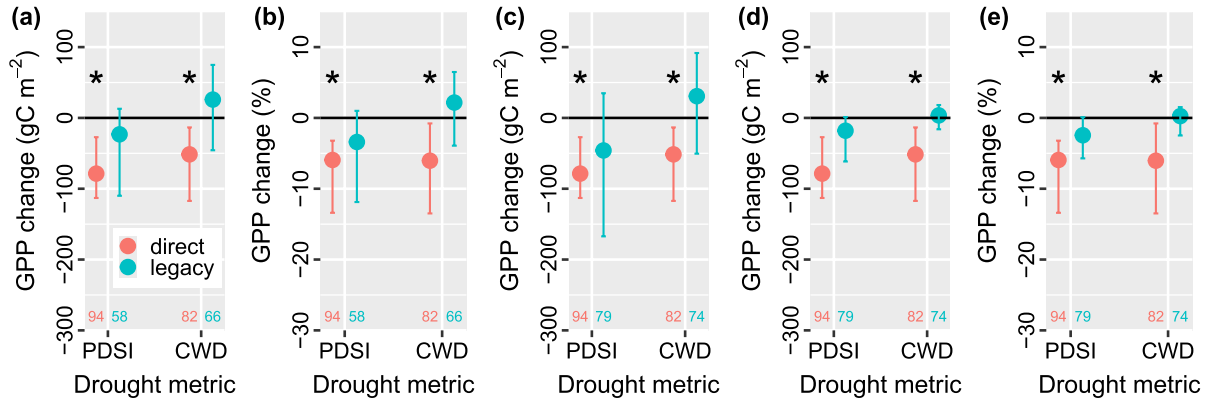 (a)
GPP change (gC m−2)
100
0
−100
−200
−300
*
*
direct
legacy
94 58 82 66
PDSI CWD
Drought metric
(b)
GPP change (%)
10
0
−10
−20
−30
*
*
94 58 82 66
PDSI CWD
Drought metric
(c)
GPP change (gC m−2)
100
0
−100
−200
−300
*
*
94 79 82 74
PDSI CWD
Drought metric
(d)
GPP change (gC m−2)
100
0
−100
−200
−300
*
*
94 79 82 74
PDSI CWD
Drought metric
(e)
GPP change (%)
10
0
−10
−20
−30
*
*
94 79 82 74
PDSI CWD
Drought metric